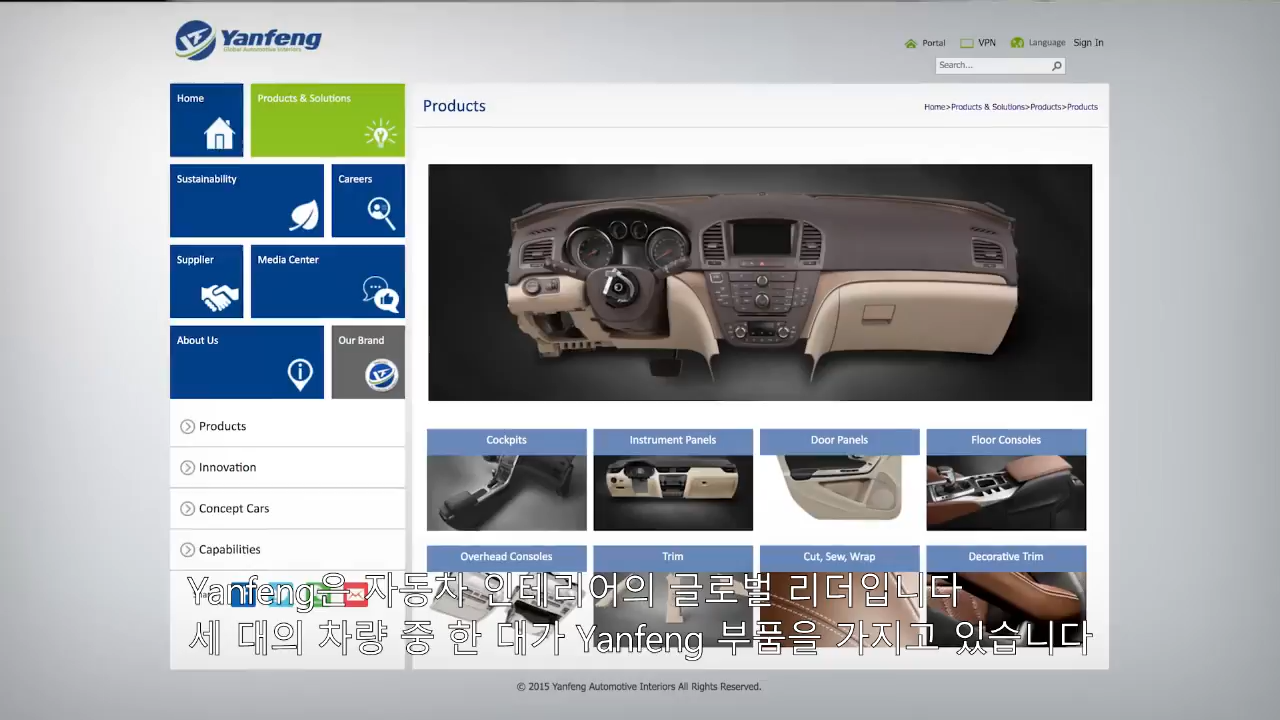 Yanfeng
Global Automotive Interiors
Portal
VPN
Language
Sign In
Search...
Home
Products & Solutions
Sustainability
Careers
Supplier
Media Center
About Us
Our Brand
Products
Innovation
Concept Cars
Capabilities
Products
Home>Products & Solutions>Products>Products
Cockpits
Instrument Panels
Door Panels
Floor Consoles
Overhead Consoles
Trim
Cut, Sew, Wrap
Decorative Trim
Yanfeng은 자동차 인테리어의 글로벌 리더입니다
세 대의 차량 중 한 대가 Yanfeng 부품을 가지고 있습니다
© 2015 Yanfeng Automotive Interiors All Rights Reserved.